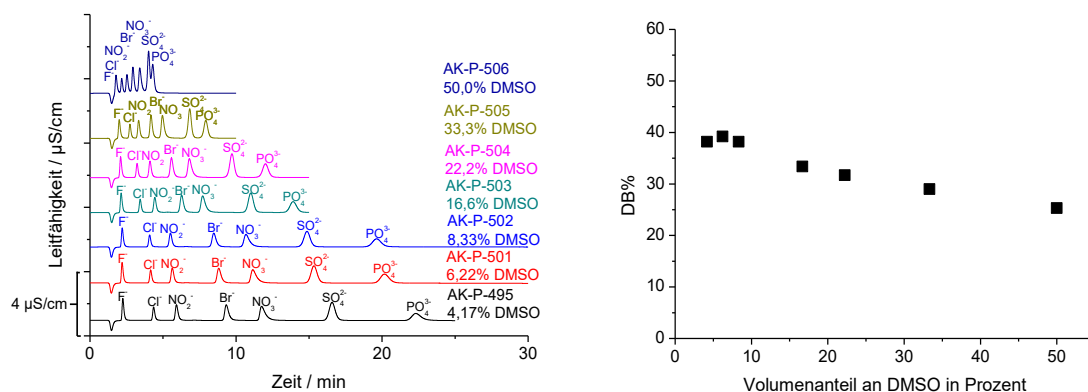 Leitfähigkeit / µS/cm
4 µS/cm
F⁻ Cl⁻ NO₂⁻ Br⁻ NO₃⁻ SO₄²⁻ PO₄³⁻
AK-P-506
50,0% DMSO
F⁻ Cl⁻ NO₂⁻ Br⁻ NO₃⁻ SO₄²⁻ PO₄³⁻
AK-P-505
33,3% DMSO
F⁻ Cl⁻ NO₂⁻ Br⁻ NO₃⁻ SO₄²⁻ PO₄³⁻
AK-P-504
22,2% DMSO
F⁻ Cl⁻ NO₂⁻ Br⁻ NO₃⁻ SO₄²⁻ PO₄³⁻
AK-P-503
16,6% DMSO
F⁻ Cl⁻ NO₂⁻ Br⁻ NO₃⁻ SO₄²⁻ PO₄³⁻
AK-P-502
8,33% DMSO
F⁻ Cl⁻ NO₂⁻ Br⁻ NO₃⁻ SO₄²⁻ PO₄³⁻
AK-P-501
6,22% DMSO
F⁻ Cl⁻ NO₂⁻ Br⁻ NO₃⁻ SO₄²⁻ PO₄³⁻
AK-P-495
4,17% DMSO
0 10 20 30
Zeit / min
DB%
60
50
40
30
20
10
0
0 10 20 30 40 50
Volumenanteil an DMSO in Prozent